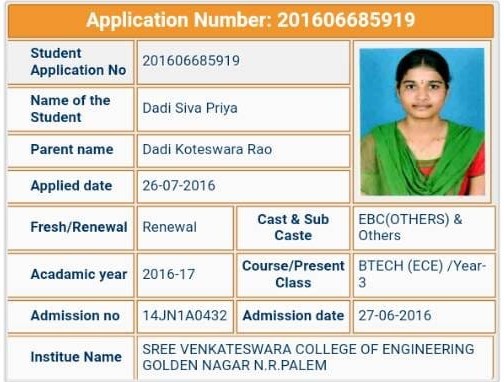 Application Number: 201606685919
Student
Application No
201606685919
Name of the
Student
Dadi Siva Priya
Parent name
Dadi Koteswara Rao
Applied date
26-07-2016
Fresh/Renewal
Renewal
Cast & Sub
Caste
EBC(OTHERS) &
Others
Acadamic year
2016-17
Course/Present
Class
BTECH (ECE) /Year-
3
Admission no
14JN1A0432
Admission date
27-06-2016
Institue Name
SREE VENKATESWARA COLLEGE OF ENGINEERING
GOLDEN NAGAR N.R.PALEM